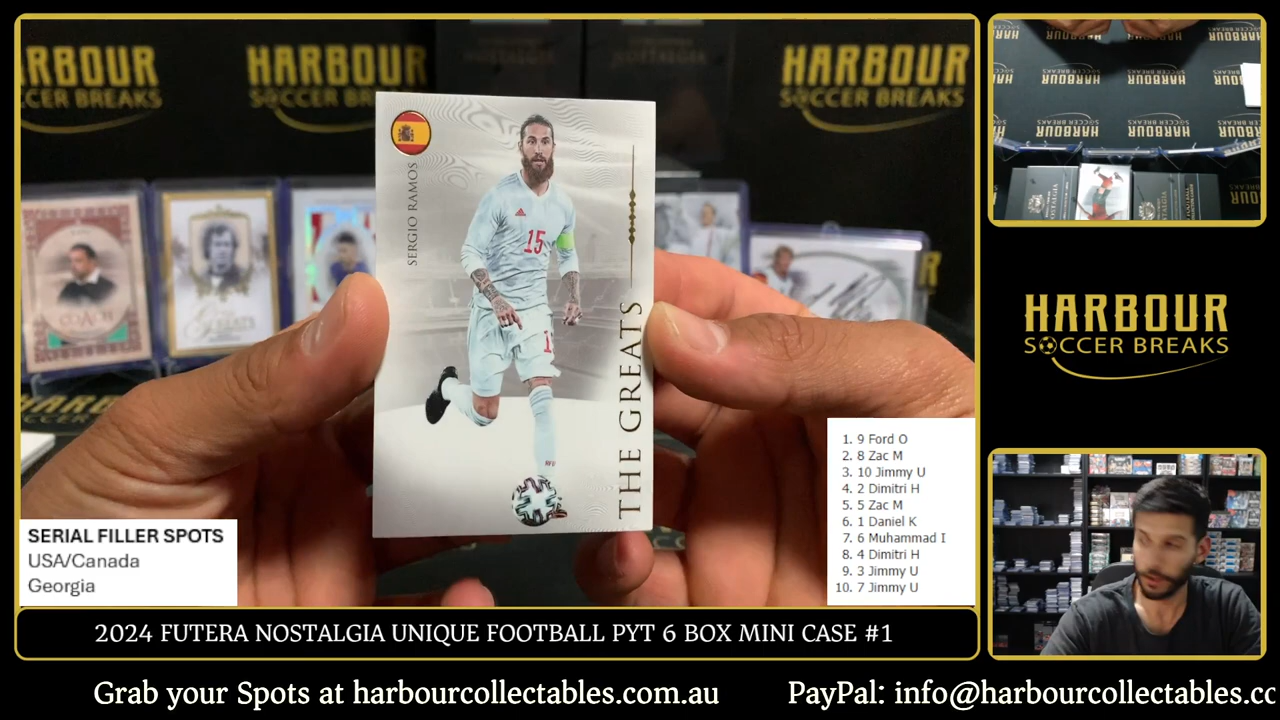 HARBOUR
SOCCER BREAKS
HARBOUR
SOCCER BREAKS
SERGIO RAMOS
15
THE GREATS
COACH
HARBOUR
SOCCER BREAKS
1. 9 Ford O
2. 8 Zac M
3. 10 Jimmy U
4. 2 Dimitri H
5. 5 Zac M
6. 1 Daniel K
7. 6 Muhammad I
8. 4 Dimitri H
9. 3 Jimmy U
10. 7 Jimmy U
SERIAL FILLER SPOTS
USA/Canada
Georgia
2024 FUTERA NOSTALGIA UNIQUE FOOTBALL PYT 6 BOX MINI CASE #1
Grab your Spots at harbourcollectables.com.au
PayPal: info@harbourcollectables.co